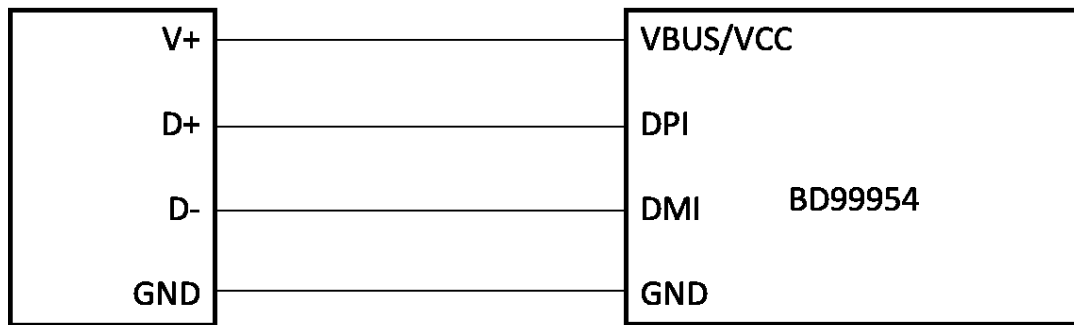 V+ VBUS/VCC
D+ DPI
D- DMI BD99954
GND GND